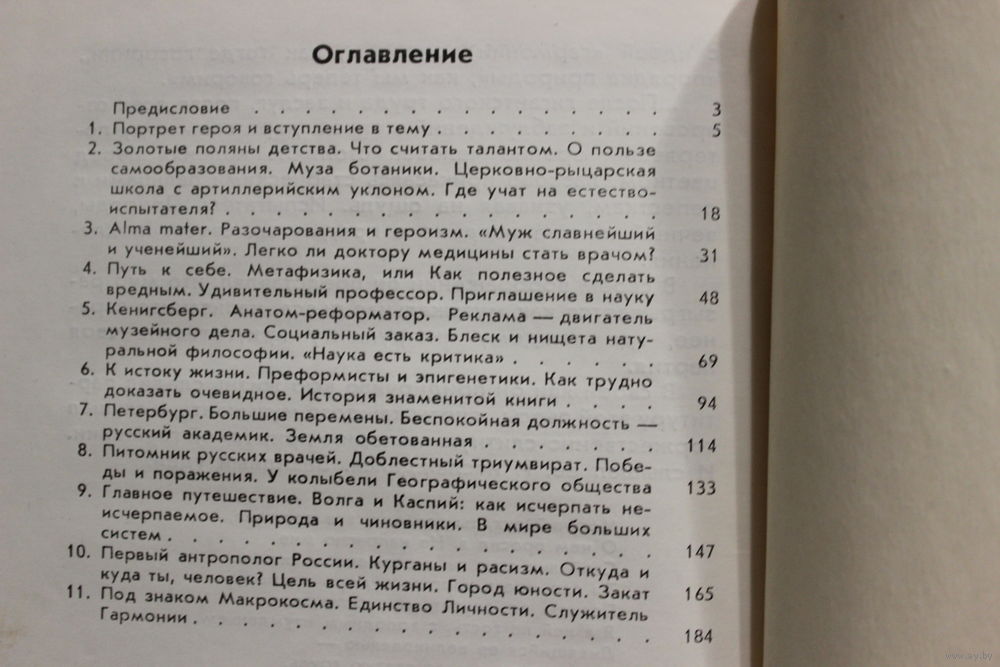 Оглавление
Предисловие . . . . . . . . . . . . . . . . 3
1. Портрет героя и вступление в тему . . . . . . . . 5
2. Золотые поляны детства. Что считать талантом. О пользе
самообразования. Муза ботаники. Церковно-рыцарская
школа с артиллерийским уклоном. Где учат на естество-
испытателя? . . . . . . . . . . . . . . . . 18
3. Alma mater. Разочарования и героизм. «Муж славнейший
и ученейший». Легко ли доктору медицины стать врачом? 31
4. Путь к себе. Метафизика, или Как полезное сделать
вредным. Удивительный профессор. Приглашение в науку 48
5. Кенигсберг. Анатом-реформатор. Реклама — двигатель
музейного дела. Социальный заказ. Блеск и нищета нату-
ральной философии. «Наука есть критика» . . . . . 69
6. К истоку жизни. Преформисты и эпигенетики. Как трудно
доказать очевидное. История знаменитой книги . . . . 94
7. Петербург. Большие перемены. Беспокойная должность —
русский академик. Земля обетованная . . . . . . 114
8. Питомник русских врачей. Доблестный триумвират. Побе-
ды и поражения. У колыбели Географического общества 133
9. Главное путешествие. Волга и Каспий: как исчерпать не-
исчерпаемое. Природа и чиновники. В мире больших
систем . . . . . . . . . . . . . . . . . . 147
10. Первый антрополог России. Курганы и расизм. Откуда и
куда ты, человек? Цель всей жизни. Город юности. Закат 165
11. Под знаком Макрокосма. Единство Личности. Служитель
Гармонии . . . . . . . . . . . . . . . . . 184